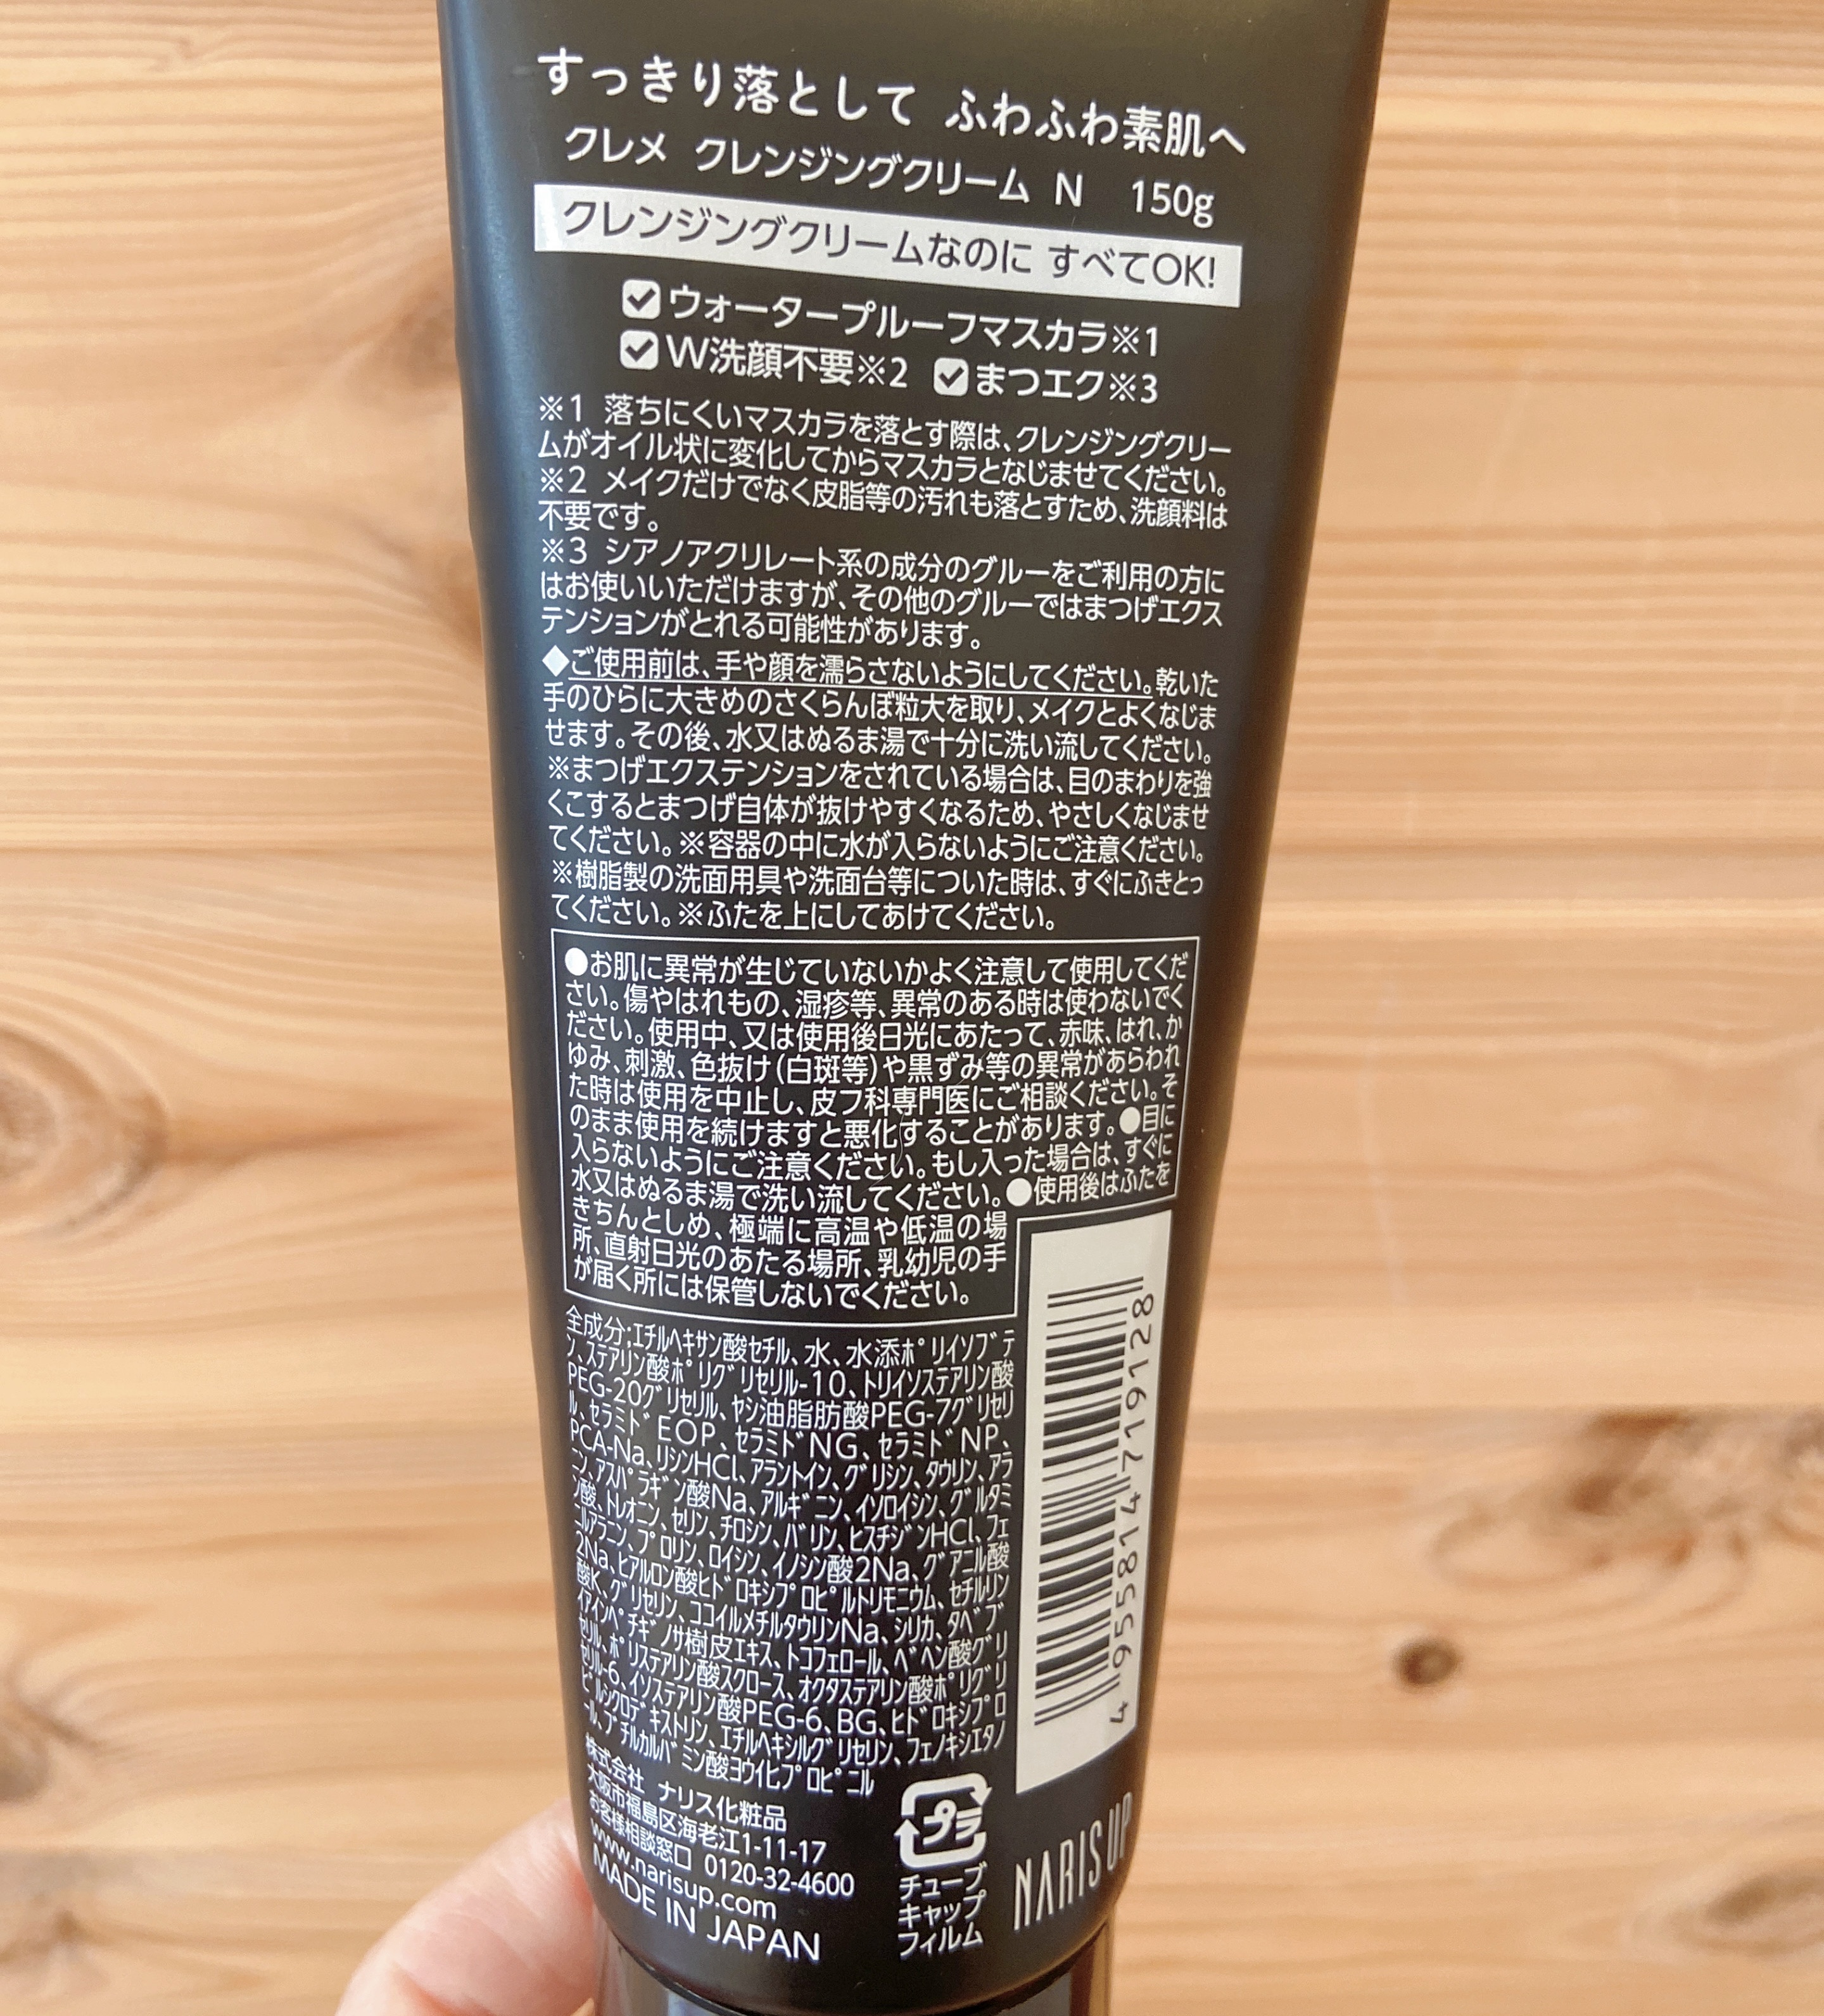 すっきり落として ふわふわ素肌へ
クレメ クレンジングクリーム N 150g
クレンジングクリームなのに すべてOK!
ウォータープルーフマスカラ※1
W洗顔不要※2 まつエク※3
※1 落ちにくいマスカラを落とす際は、クレンジングクリー
ムがオイル状に変化してからマスカラとなじませてください。
※2 メイクだけでなく皮脂等の汚れも落とすため、洗顔料は
不要です。
※3 シアノアクリレート系の成分のグルーをご利用の方に
はお使いいただけますが、その他のグルーではまつげエクス
テンションがとれる可能性があります。
◆ご使用前は、手や顔を濡らさないようにしてください。乾いた
手のひらに大きめのさくらんぼ粒大を取り、メイクとよくなじま
せます。その後、水又はぬるま湯で十分に洗い流してください。
※まつげエクステンションをされている場合は、目のまわりを強
くこするとまつげ自体が抜けやすくなるため、やさしくなじませ
てください。※容器の中に水が入らないようにご注意ください。
※樹脂製の洗面用具や洗面台等についた時は、すぐにふきとっ
てください。※ふたを上にしてあけてください。
●お肌に異常が生じていないかよく注意して使用してくだ
さい。傷やはれもの、湿疹等、異常のある時は使わないでく
ださい。使用中、又は使用後日光にあたって、赤味、はれ、か
ゆみ、刺激、色抜け(白斑等)や黒ずみ等の異常があらわれ
た時は使用を中止し、皮フ科専門医にご相談ください。そ
のまま使用を続けますと悪化することがあります。●目に
入らないようにご注意ください。もし入った場合は、すぐに
水又はぬるま湯で洗い流してください。●使用後はふたを
きちんとしめ、極端に高温や低温の場
所、直射日光のあたる場所、乳幼児の手
が届く所には保管しないでください。
全成分;エチルヘキサン酸セチル、水、水添ポリイソブテ
ン、ステアリン酸ポリグリセリル-10、トリイソステアリン酸
PEG-20グリセリル、ヤシ油脂肪酸PEG-7グリセリ
ル、セラミドEOP、セラミドNG、セラミドNP、
PCA-Na、リシンHCl、アラントイン、グリシン、タウリン、アラ
ニン、アスパラギン酸Na、アルギニン、イソロイシン、グルタミ
ン酸、トレオニン、セリン、チロシン、バリン、ヒスチジンHCl、フェ
ニルアラニン、プロリン、ロイシン、イノシン酸2Na、グアニル酸
2Na、ヒアルロン酸ヒドロキシプロピルトリモニウム、セチルリン
酸K、グリセリン、ココイルメチルタウリンNa、シリカ、タベブ
イアインペチギノサ樹皮エキス、トコフェロール、ベヘン酸グリ
セリル、ポリステアリン酸スクロース、オクタステアリン酸ポリグリ
セリル-6、イソステアリン酸PEG-6、BG、ヒドロキシプロ
ピルシクロデキストリン、エチルヘキシルグリセリン、フェノキシエタノ
ール、ブチルカルバミン酸ヨウ化プロピニル
株式会社 ナリス化粧品
大阪市福島区海老江1-11-17
お客様相談窓口 0120-32-4600
www.narisup.com
MADE IN JAPAN
プラ
チューブ
キャップ
フィルム
4 955814 719128
NARIS UP